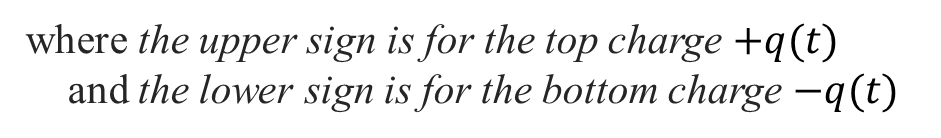 where the upper sign is for the top charge +q(t)
and the lower sign is for the bottom charge −q(t)